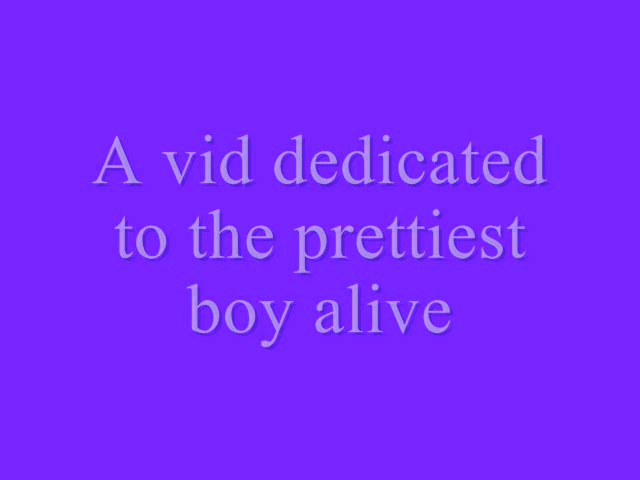 A vid dedicated
to the prettiest
boy alive